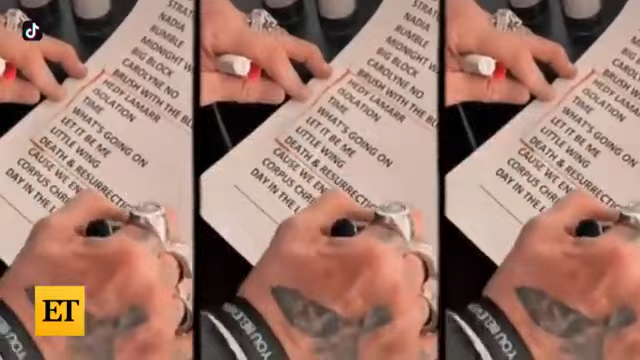 STRAT
NADIA
RUMBLE
MIDNIGHT W
BIG BLOCK
CAROLYNE NO
BRUSH WITH THE BL
HEDY LAMARR
ISOLATION
TIME
WHAT'S GOING ON
LET IT BE ME
LITTLE WING
DEATH & RESURRECTI
CAUSE WE EN
CORPUS CHR
DAY IN THE L
ET